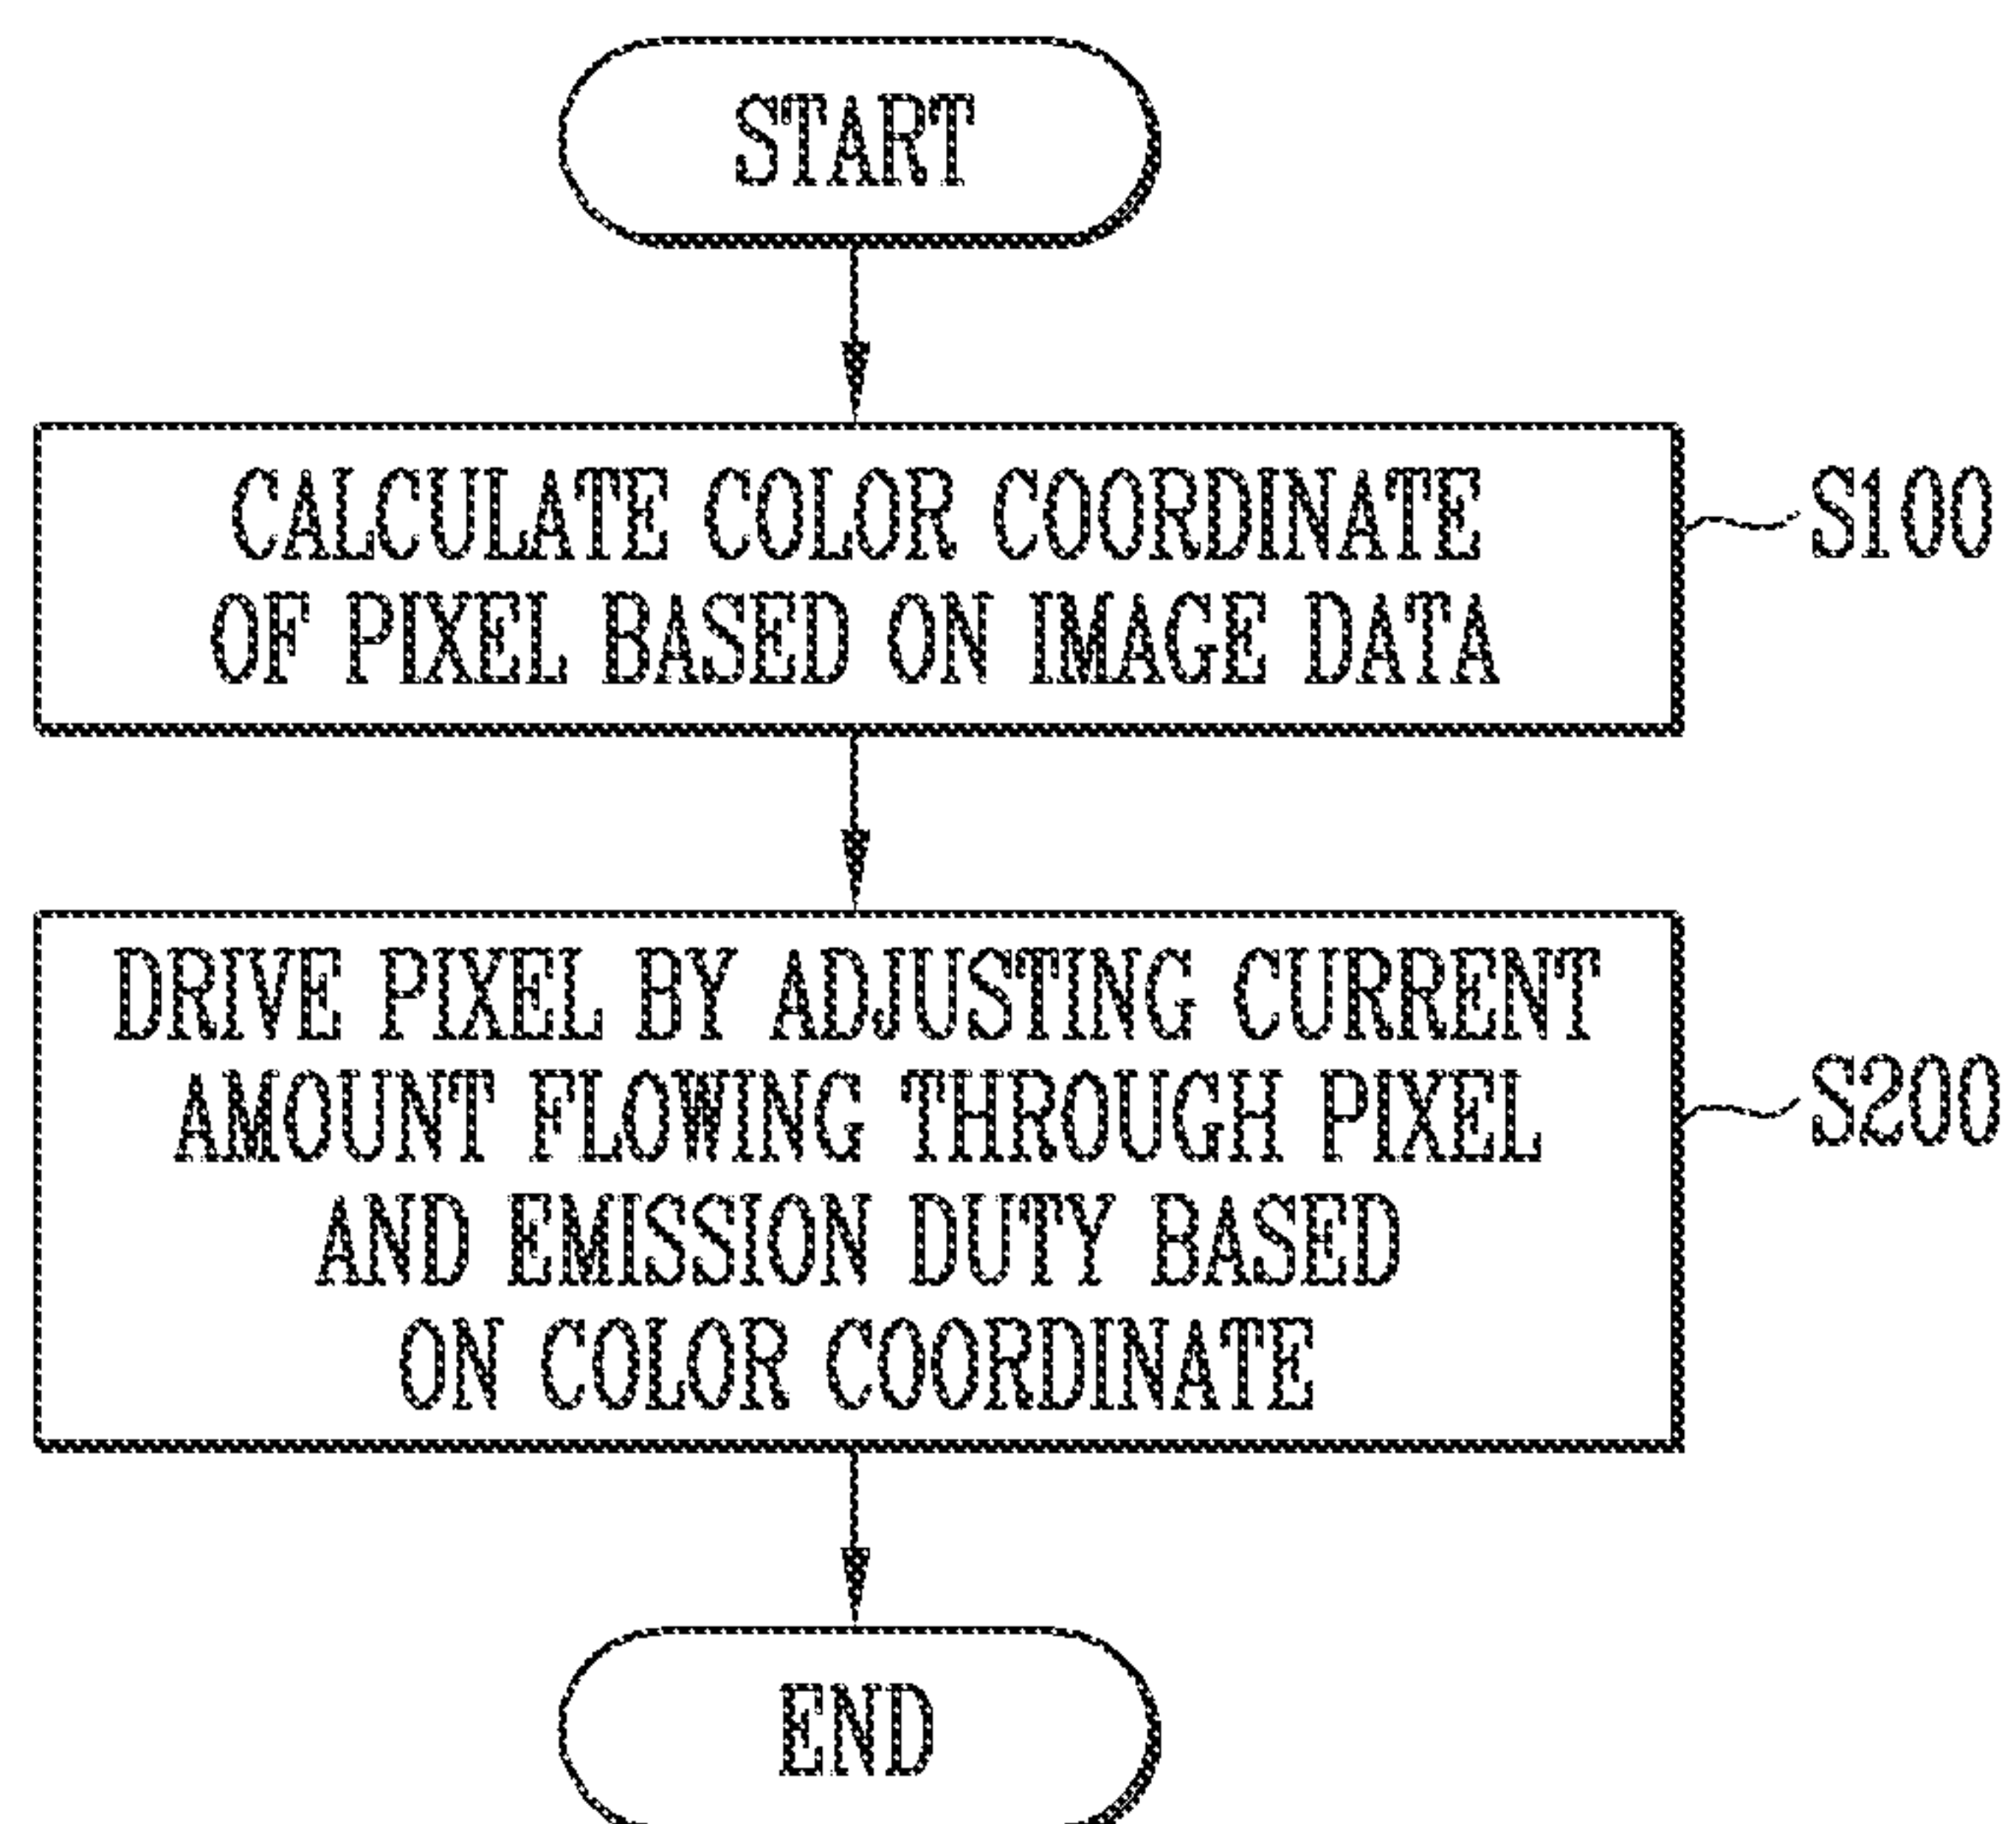 START
CALCULATE COLOR COORDINATE
OF PIXEL BASED ON IMAGE DATA
S100
DRIVE PIXEL BY ADJUSTING CURRENT
AMOUNT FLOWING THROUGH PIXEL
AND EMISSION DUTY BASED
ON COLOR COORDINATE
S200
END